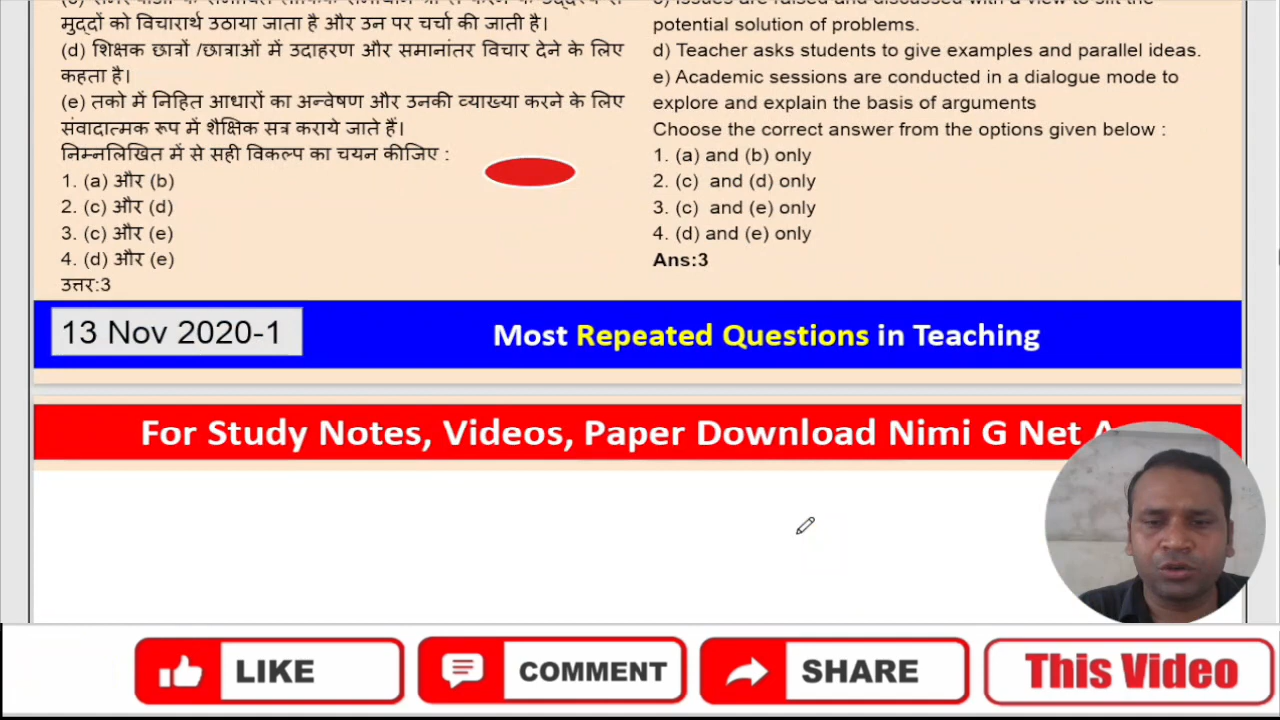 मुद्दों को विचारार्थ उठाया जाता है और उन पर चर्चा की जाती है।
(d) शिक्षक छात्रों /छात्राओं में उदाहरण और समानांतर विचार देने के लिए
कहता है।
(e) तर्कों में निहित आधारों का अन्वेषण और उनकी व्याख्या करने के लिए
संवादात्मक रूप में शैक्षिक सत्र कराये जाते हैं।
निम्नलिखित में से सही विकल्प का चयन कीजिए :
1. (a) और (b)
2. (c) और (d)
3. (c) और (e)
4. (d) और (e)
उत्तर:3
potential solution of problems.
d) Teacher asks students to give examples and parallel ideas.
e) Academic sessions are conducted in a dialogue mode to
explore and explain the basis of arguments
Choose the correct answer from the options given below :
1. (a) and (b) only
2. (c) and (d) only
3. (c) and (e) only
4. (d) and (e) only
Ans:3
13 Nov 2020-1
Most Repeated Questions in Teaching
For Study Notes, Videos, Paper Download Nimi G Net
LIKE
COMMENT
SHARE
This Video